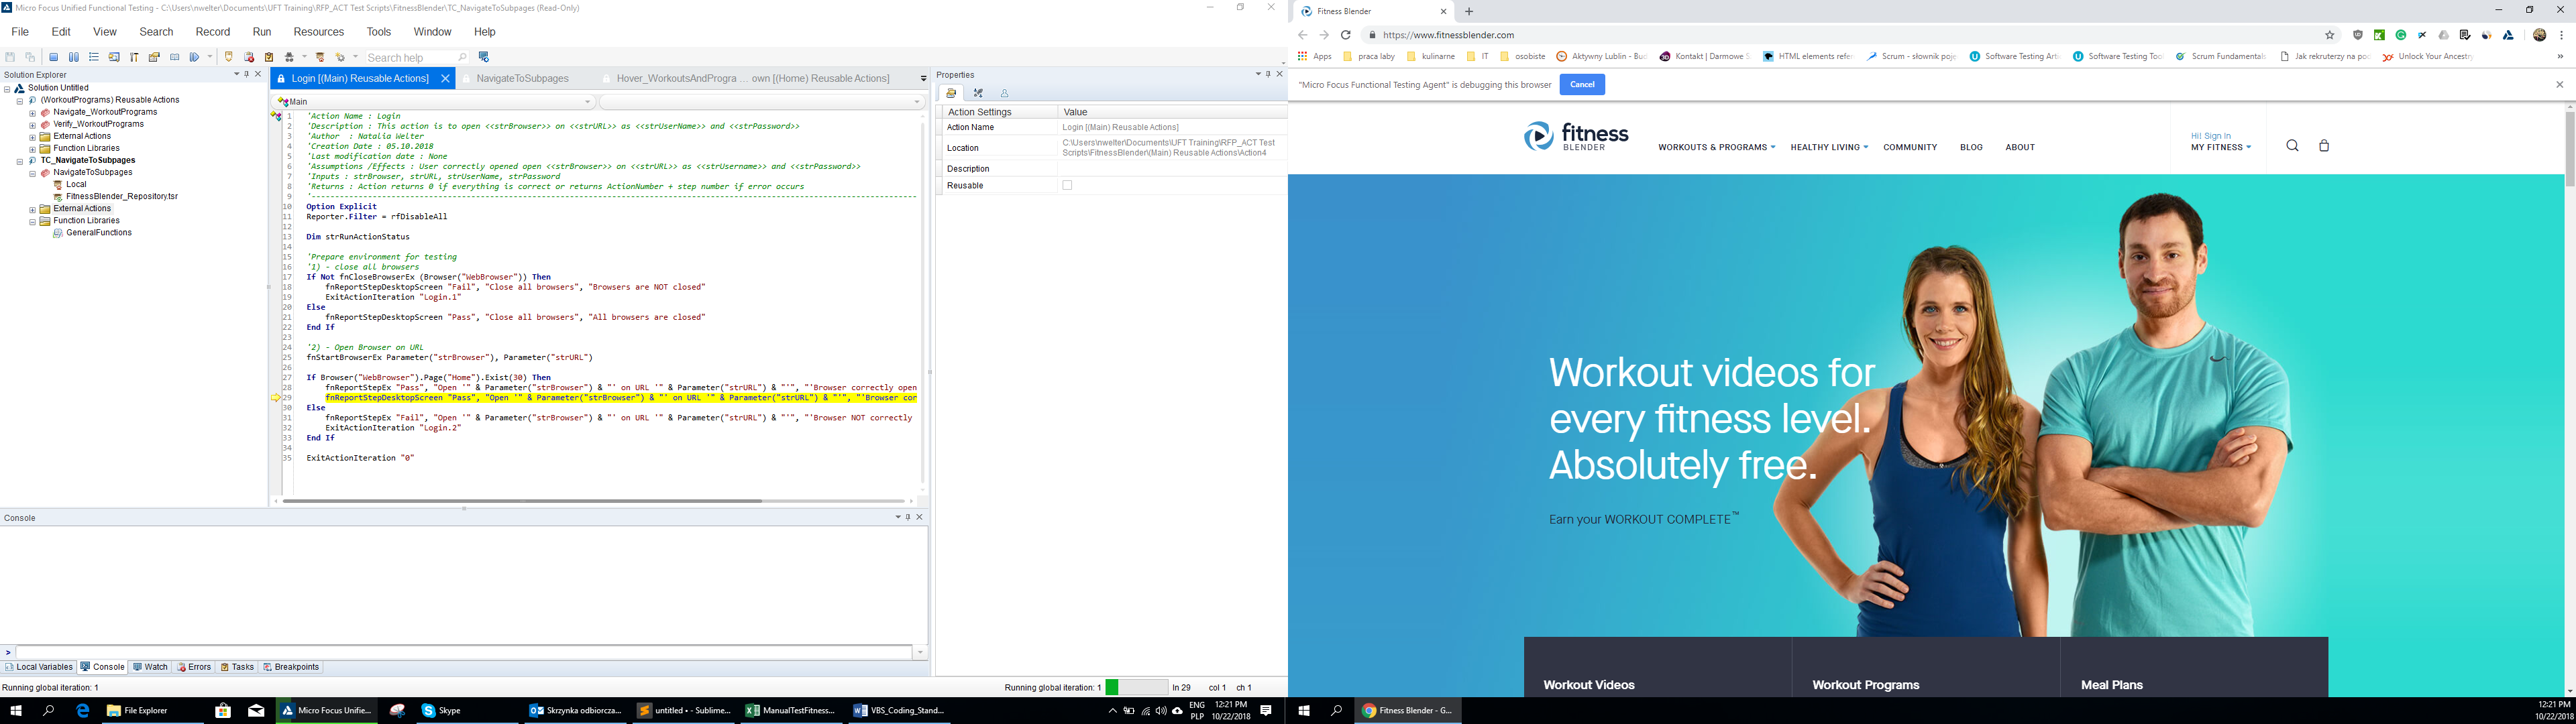 Micro Focus Unified Functional Testing - C:\Users\nwelter\Documents\UFT Training\RFP_ACT Test Scripts\FitnessBlender\TC_NavigateToSubpages (Read-Only)
File Edit View Search Record Run Resources Tools Window Help
Search help
Solution Explorer
Solution Untitled
(WorkoutPrograms) Reusable Actions
Navigate_WorkoutPrograms
Verify_WorkoutPrograms
External Actions
Function Libraries
TC_NavigateToSubpages
NavigateToSubpages
Local
FitnessBlender_Repository.tsr
External Actions
Function Libraries
GeneralFunctions
Login [(Main) Reusable Actions] NavigateToSubpages Hover_WorkoutsAndProgra ... own [(Home) Reusable Actions]
Main
1 'Action Name : Login
2 'Description : This action is to open <<strBrowser>> on <<strURL>> as <<strUserName>> and <<strPassword>>
3 'Author : Natalia Welter
4 'Creation Date : 05.10.2018
5 'Last modification date : None
6 'Assumptions /Effects : User correctly opened open <<strBrowser>> on <<strURL>> as <<strUsername>> and <<strPassword>>
7 'Inputs : strBrowser, strURL, strUserName, strPassword
8 'Returns : Action returns 0 if everything is correct or returns ActionNumber + step number if error occurs
9 '
10 Option Explicit
11 Reporter.Filter = rfDisableAll
12
13 Dim strRunActionStatus
14
15 'Prepare environment for testing
16 '1) - close all browsers
17 If Not fnCloseBrowserEx (Browser("WebBrowser")) Then
18 fnReportStepDesktopScreen "Fail", "Close all browsers", "Browsers are NOT closed"
19 ExitActionIteration "Login.1"
20 Else
21 fnReportStepDesktopScreen "Pass", "Close all browsers", "All browsers are closed"
22 End If
23
24 '2) - Open Browser on URL
25 fnStartBrowserEx Parameter("strBrowser"), Parameter("strURL")
26
27 If Browser("WebBrowser").Page("Home").Exist(30) Then
28 fnReportStepEx "Pass", "Open '" & Parameter("strBrowser") & "' on URL '" & Parameter("strURL") & "'", "'Browser correctly open
29 fnReportStepDesktopScreen "Pass", "Open '" & Parameter("strBrowser") & "' on URL '" & Parameter("strURL") & "'", "'Browser cor
30 Else
31 fnReportStepEx "Fail", "Open '" & Parameter("strBrowser") & "' on URL '" & Parameter("strURL") & "'", "'Browser NOT correctly
32 ExitActionIteration "Login.2"
33 End If
34
35 ExitActionIteration "0"
Properties
Action Settings Value
Action Name Login [(Main) Reusable Actions]
Location C:\Users\nwelter\Documents\UFT Training\RFP_ACT Test
Scripts\FitnessBlender\(Main) Reusable Actions\Action4
Description
Reusable
Console
>
Local Variables Console Watch Errors Tasks Breakpoints
Running global iteration: 1 Running global iteration: 1 ln 29 col 1 ch 1
File Explorer Micro Focus Unifie... Skype Skrzynka odbiorcza... untitled • - Sublime... ManualTestFitness... VBS_Coding_Stand...
ENG
PLP
12:21 PM
10/22/2018
Fitness Blender
https://www.fitnessblender.com
Apps praca laby kulinarne IT osobiste Aktywny Lublin - Bu Kontakt | Darmowe S HTML elements refer Scrum - słownik poje Software Testing Arti Software Testing Too Scrum Fundamentals Jak rekruterzy na po Unlock Your Ancestry »
"Micro Focus Functional Testing Agent" is debugging this browser Cancel
fitness
BLENDER
WORKOUTS & PROGRAMS HEALTHY LIVING COMMUNITY BLOG ABOUT
Hi! Sign In
MY FITNESS
Workout videos for
every fitness level.
Absolutely free.
Earn your WORKOUT COMPLETE™
Workout Videos Workout Programs Meal Plans
Fitness Blender - G...
12:21 PM
10/22/2018